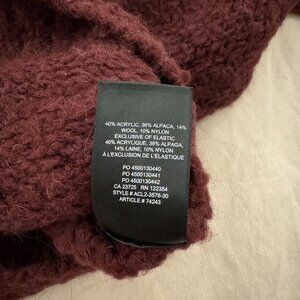 40% ACRYLIC, 36% ALPACA, 14%
WOOL, 10% NYLON
EXCLUSIVE OF ELASTIC
40% ACRYLIQUE, 36% ALPAGA,
14% LAINE, 10% NYLON
À L'EXCLUSION DE L'ÉLASTIQUE
PO 4500130440
PO 4500130441
PO 4500130442
CA 23725 RN 122354
STYLE # ACL2-3576-30
ARTICLE # 74243